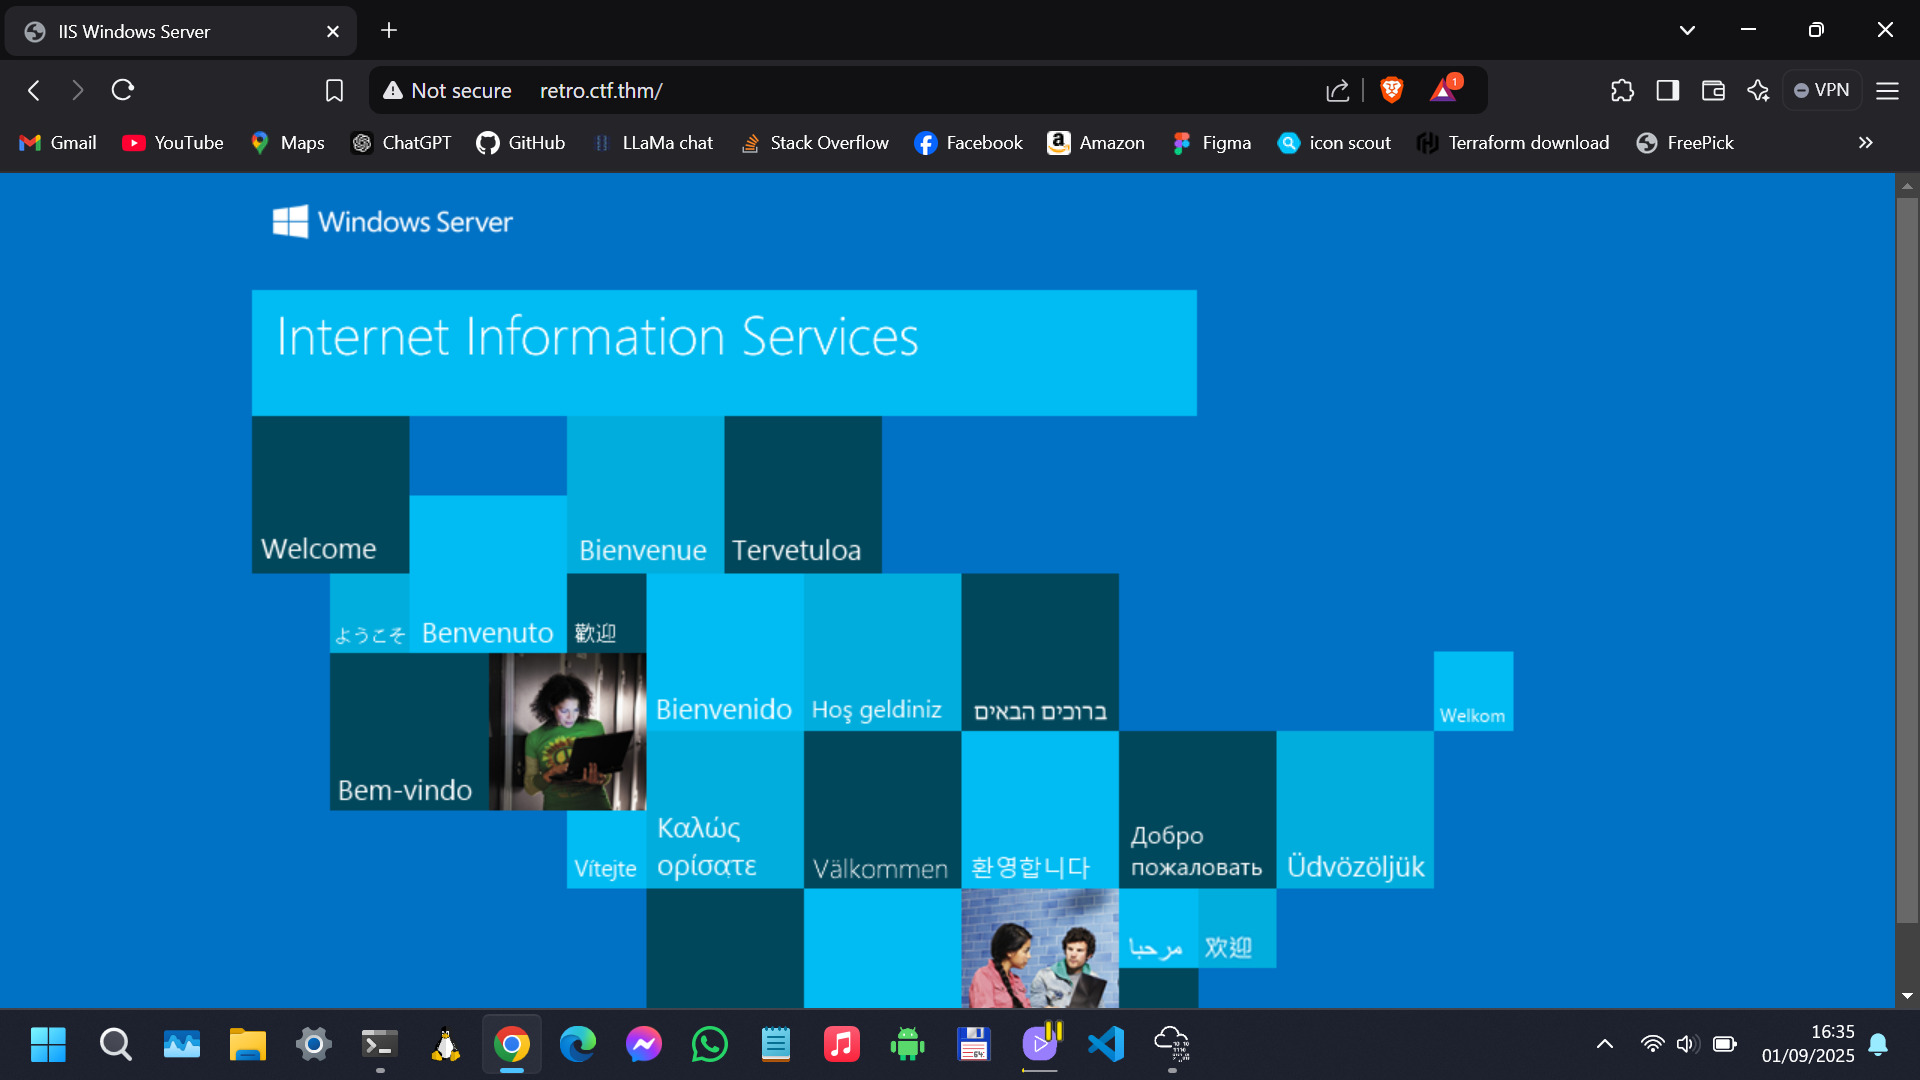 IIS Windows Server
Not secure retro.ctf.thm/
1
VPN
Gmail YouTube Maps ChatGPT GitHub LLaMa chat Stack Overflow Facebook Amazon Figma icon scout Terraform download FreePick
Windows Server
Internet Information Services
Welcome
Bienvenue
Tervetuloa
ようこそ
Benvenuto
歡迎
Bienvenido
Hoş geldiniz
ברוכים הבאים
Welkom
Bem-vindo
Vítejte
Καλώς
ορίσατε
Välkommen
환영합니다
Добро
пожаловать
Üdvözöljük
مرحبا
欢迎
16:35
01/09/2025